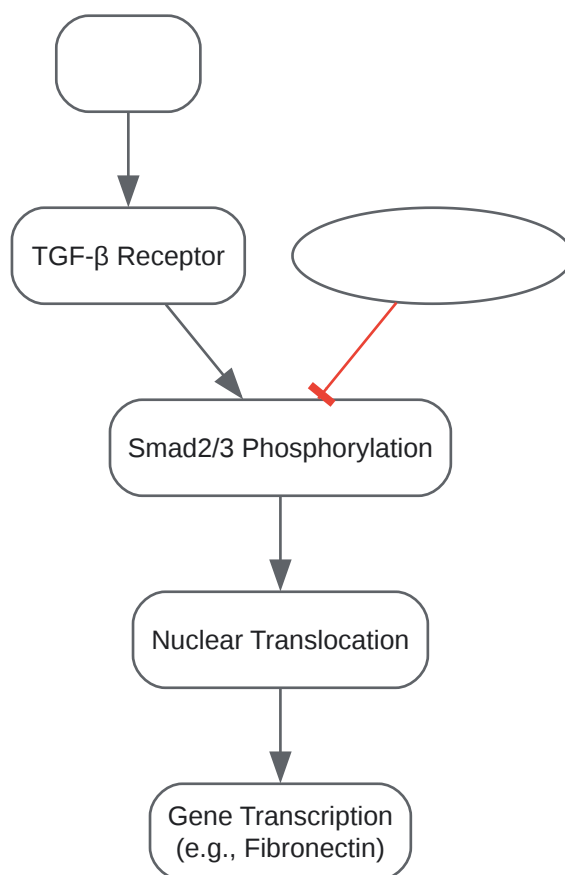 TGF-β Receptor
Smad2/3 Phosphorylation
Nuclear Translocation
Gene Transcription
(e.g., Fibronectin)